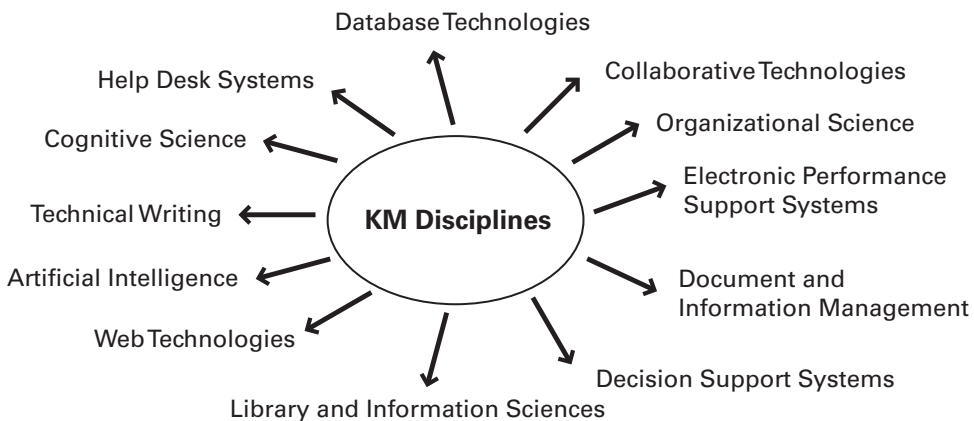 Database Technologies
Help Desk Systems
Collaborative Technologies
Cognitive Science
Organizational Science
Electronic Performance
Support Systems
Technical Writing
KM Disciplines
Artificial Intelligence
Document and
Information Management
Web Technologies
Decision Support Systems
Library and Information Sciences